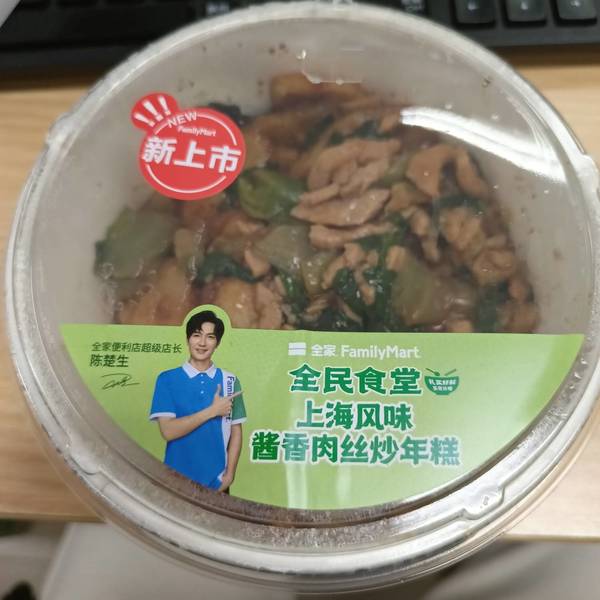 NEW
FamilyMart
新上市
全家便利店超级店长
陈楚生
全家 FamilyMart
全民食堂
上海风味
酱香肉丝炒年糕